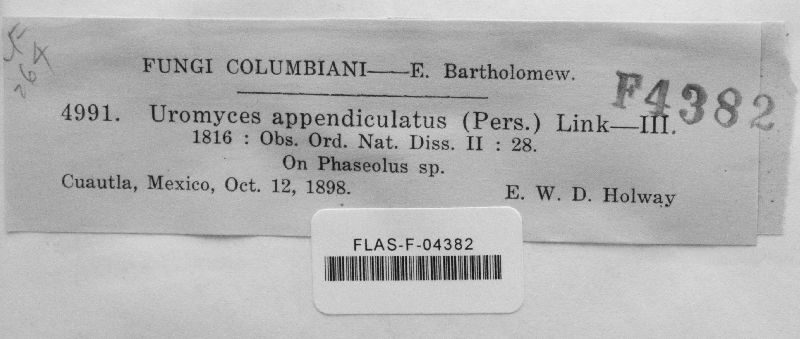 F
264
FUNGI COLUMBIANI—E. Bartholomew.
F4382
4991. Uromyces appendiculatus (Pers.) Link—III.
1816 : Obs. Ord. Nat. Diss. II : 28.
On Phaseolus sp.
Cuautla, Mexico, Oct. 12, 1898. E. W. D. Holway
FLAS-F-04382